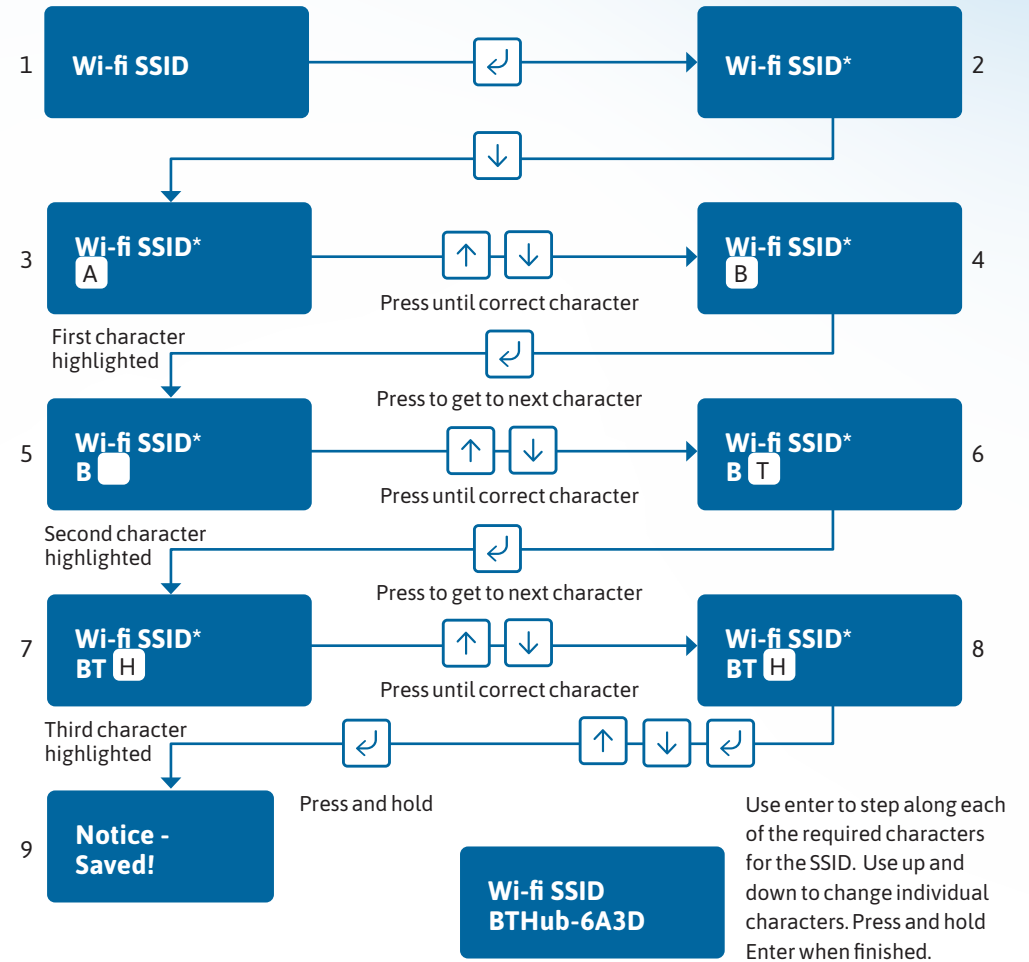 1
Wi-fi SSID
Wi-fi SSID*
2
3
Wi-fi SSID*
A
Press until correct character
Wi-fi SSID*
B
4
First character
highlighted
Press to get to next character
5
Wi-fi SSID*
B
Press until correct character
Wi-fi SSID*
B T
6
Second character
highlighted
Press to get to next character
7
Wi-fi SSID*
BT H
Press until correct character
Wi-fi SSID*
BT H
8
Third character
highlighted
Press and hold
9
Notice -
Saved!
Wi-fi SSID
BTHub-6A3D
Use enter to step along each
of the required characters
for the SSID. Use up and
down to change individual
characters. Press and hold
Enter when finished.